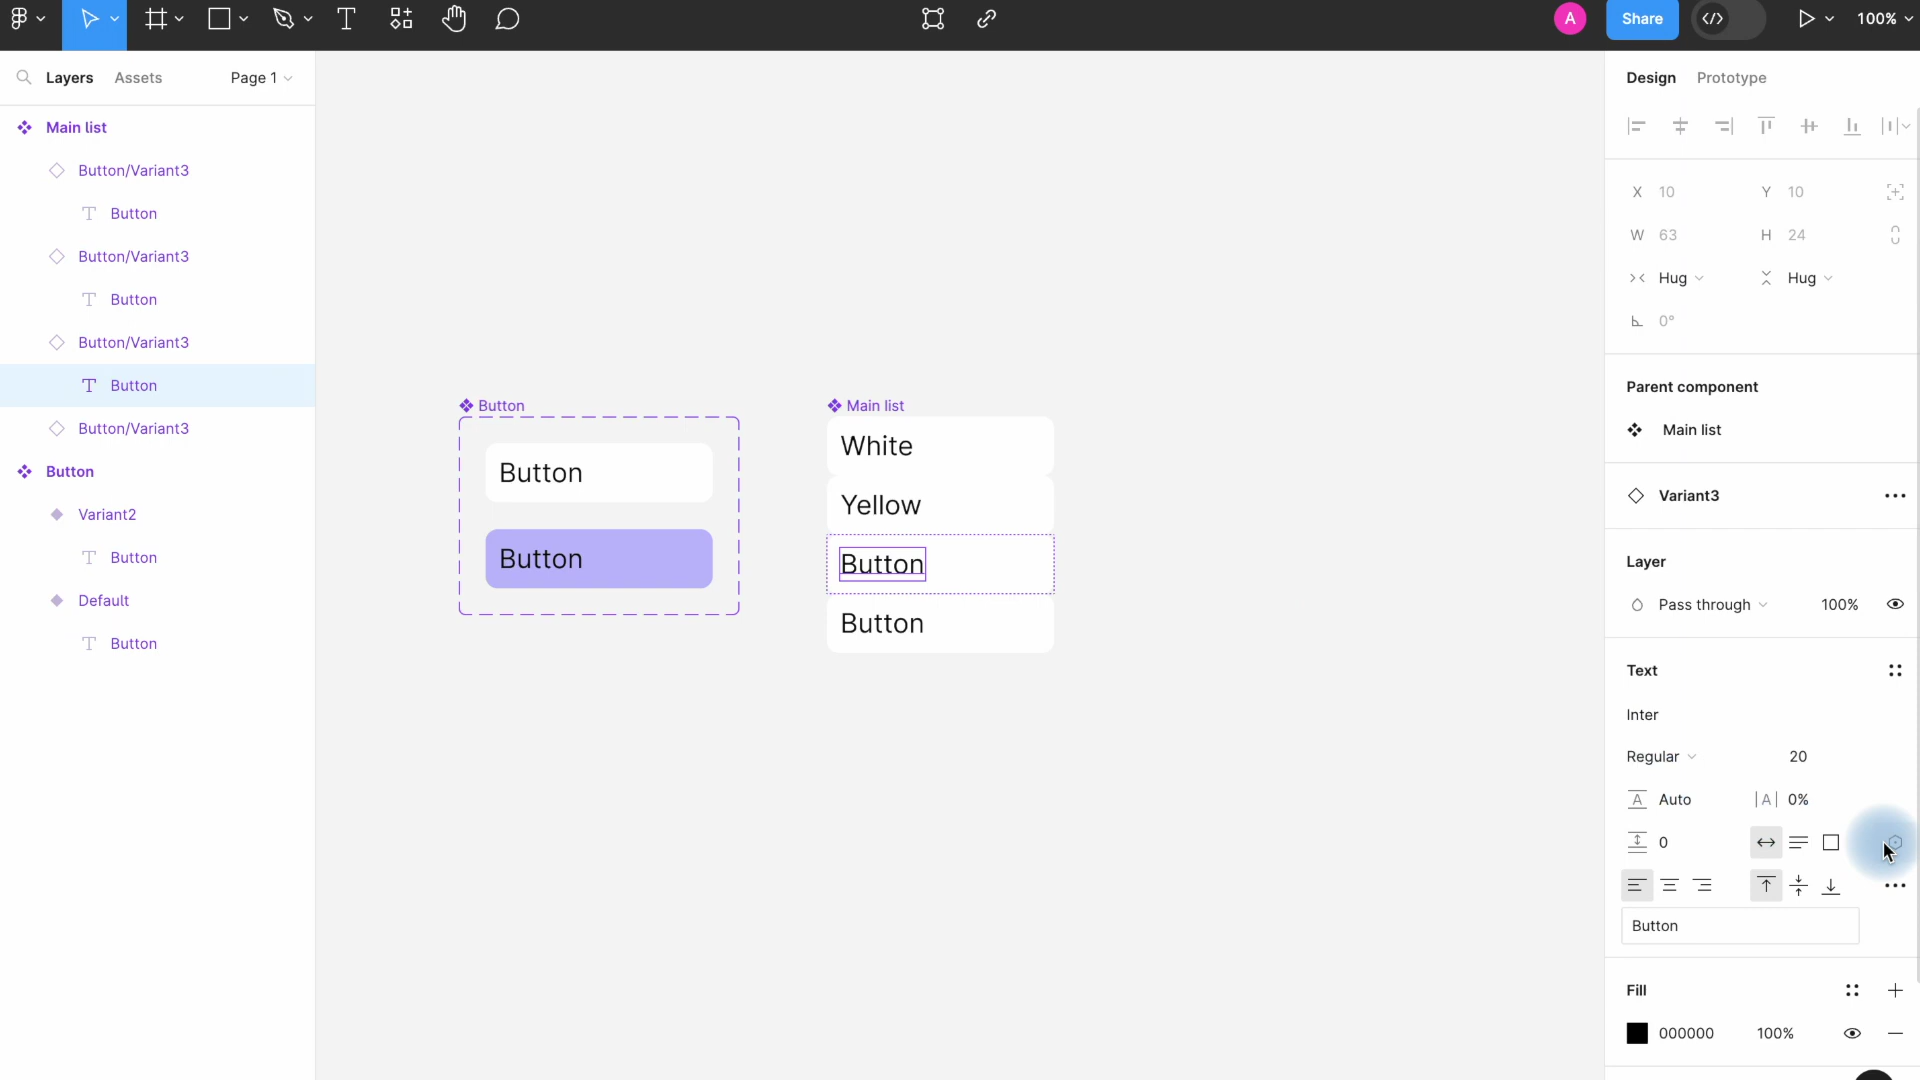 A
Share
100%
Layers
Assets
Page 1
Main list
Button/Variant3
Button
Button/Variant3
Button
Button/Variant3
Button
Button/Variant3
Button
Variant2
Button
Default
Button
Button
Button
Button
Main list
White
Yellow
Button
Button
Design
Prototype
X 10
Y 10
W 63
H 24
Hug
Hug
0°
Parent component
Main list
Variant3
Layer
Pass through
100%
Text
Inter
Regular
20
A Auto
|A| 0%
0
Button
Fill
000000
100%